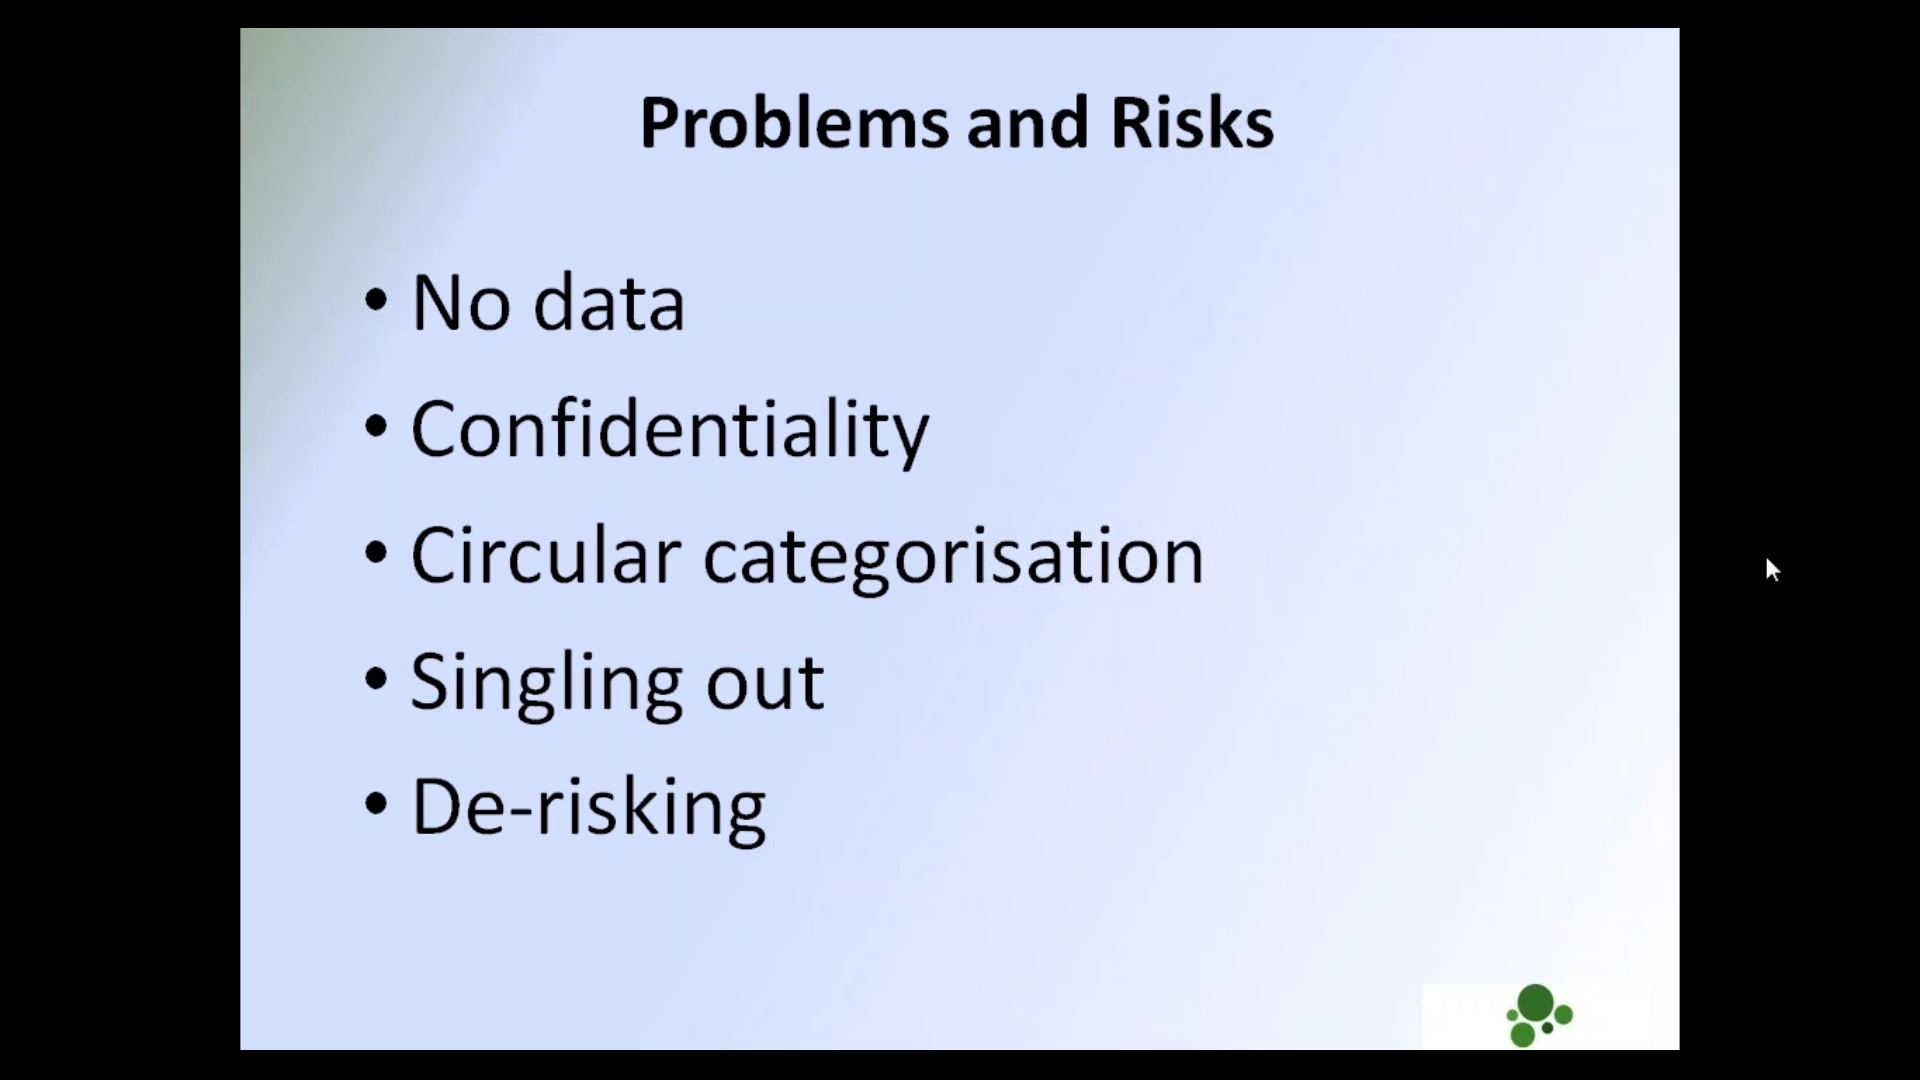 Problems and Risks
• No data
• Confidentiality
• Circular categorisation
• Singling out
• De-risking